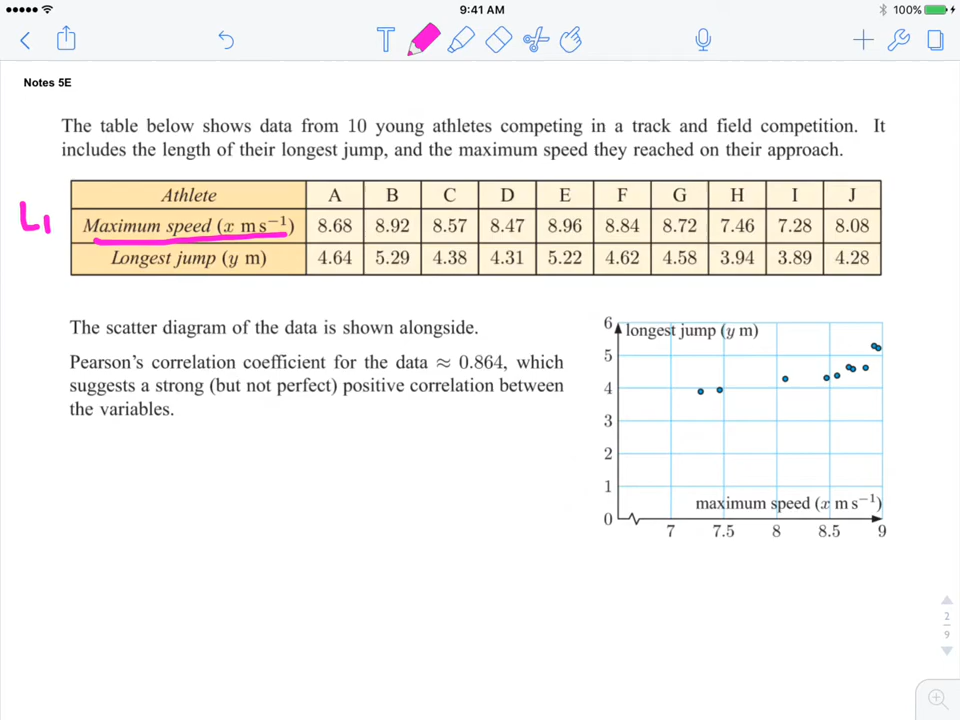 9:41 AM
100%
T
Notes 5E
The table below shows data from 10 young athletes competing in a track and field competition. It
includes the length of their longest jump, and the maximum speed they reached on their approach.
Athlete A B C D E F G H I J
L1 Maximum speed (x m s⁻¹) 8.68 8.92 8.57 8.47 8.96 8.84 8.72 7.46 7.28 8.08
Longest jump (y m) 4.64 5.29 4.38 4.31 5.22 4.62 4.58 3.94 3.89 4.28
The scatter diagram of the data is shown alongside.
Pearson's correlation coefficient for the data ≈ 0.864, which
suggests a strong (but not perfect) positive correlation between
the variables.
6 longest jump (y m)
5
4
3
2
1
maximum speed (x m s⁻¹)
0
7 7.5 8 8.5 9
2
9